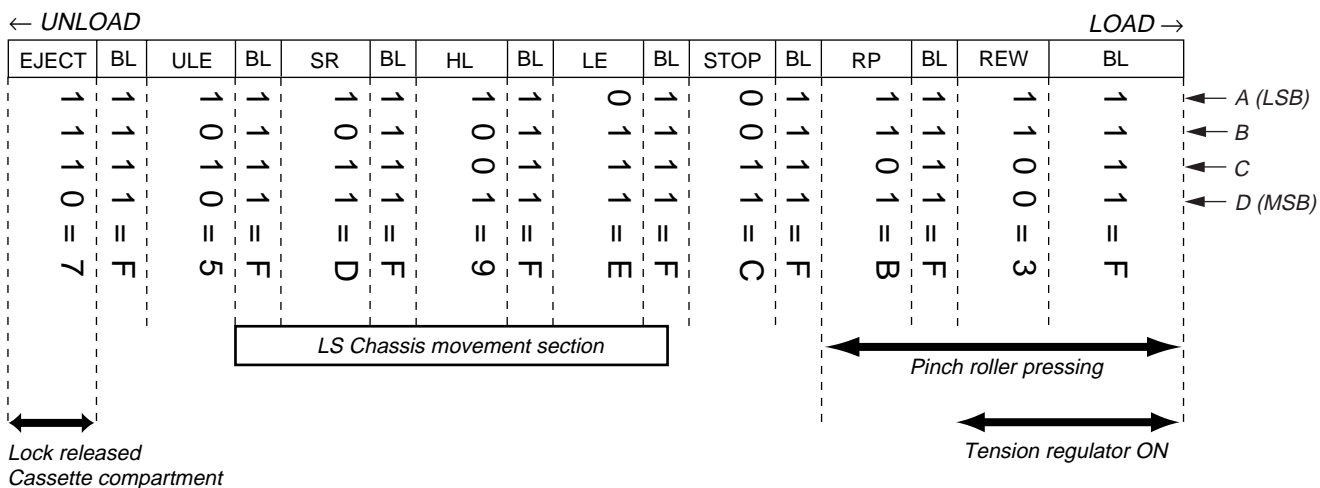 ← UNLOAD LOAD →
EJECT BL ULE BL SR BL HL BL LE BL STOP BL RP BL REW BL
1 1 1 1 1 1 1 1 0 1 0 1 1 1 1 1 A (LSB)
1 1 0 1 0 1 0 1 1 1 0 1 1 1 1 1 B
1 1 1 1 1 1 0 1 1 1 1 1 0 1 0 1 C
0 1 0 1 1 1 1 1 1 1 1 1 1 1 0 1 D (MSB)
= = = = = = = = = = = = = = = =
7 F 5 F D F 9 F E F C F B F 3 F
LS Chassis movement section
Pinch roller pressing
Lock released
Cassette compartment
Tension regulator ON